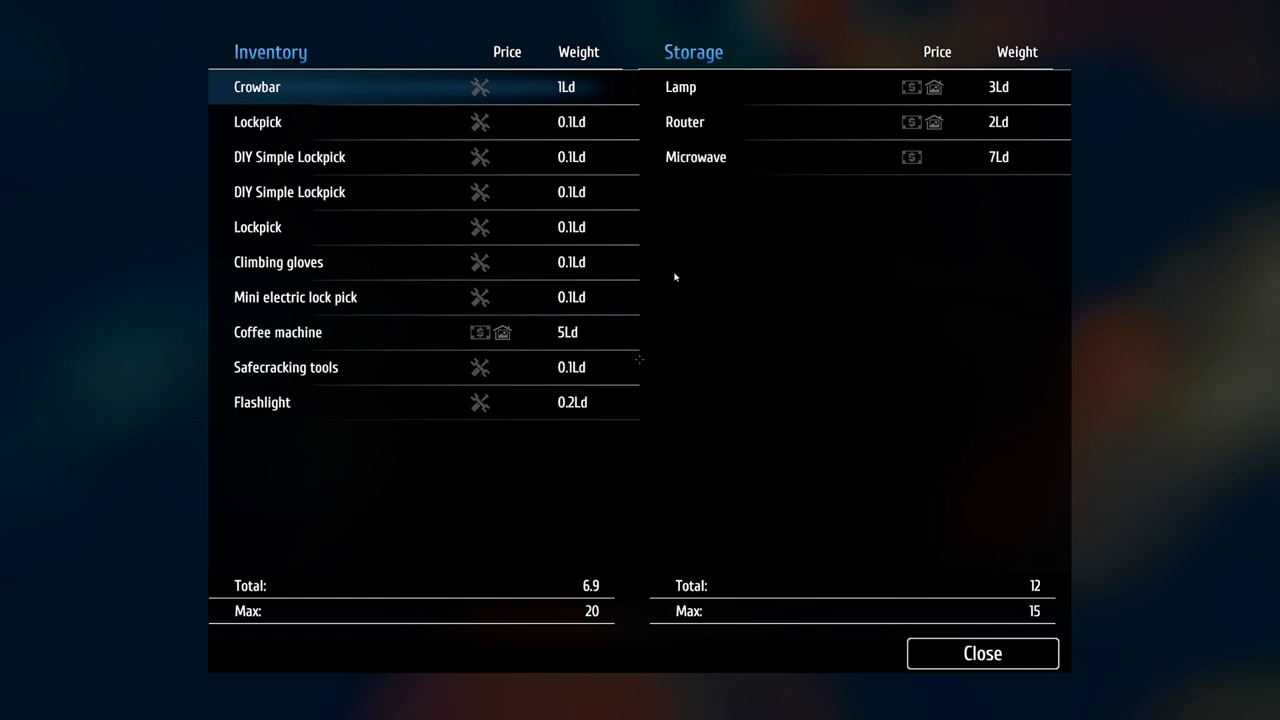 Inventory Price Weight
Crowbar 1Ld
Lockpick 0.1Ld
DIY Simple Lockpick 0.1Ld
DIY Simple Lockpick 0.1Ld
Lockpick 0.1Ld
Climbing gloves 0.1Ld
Mini electric lock pick 0.1Ld
Coffee machine 5Ld
Safecracking tools 0.1Ld
Flashlight 0.2Ld
Total: 6.9
Max: 20
Storage Price Weight
Lamp 3Ld
Router 2Ld
Microwave 7Ld
Total: 12
Max: 15
Close